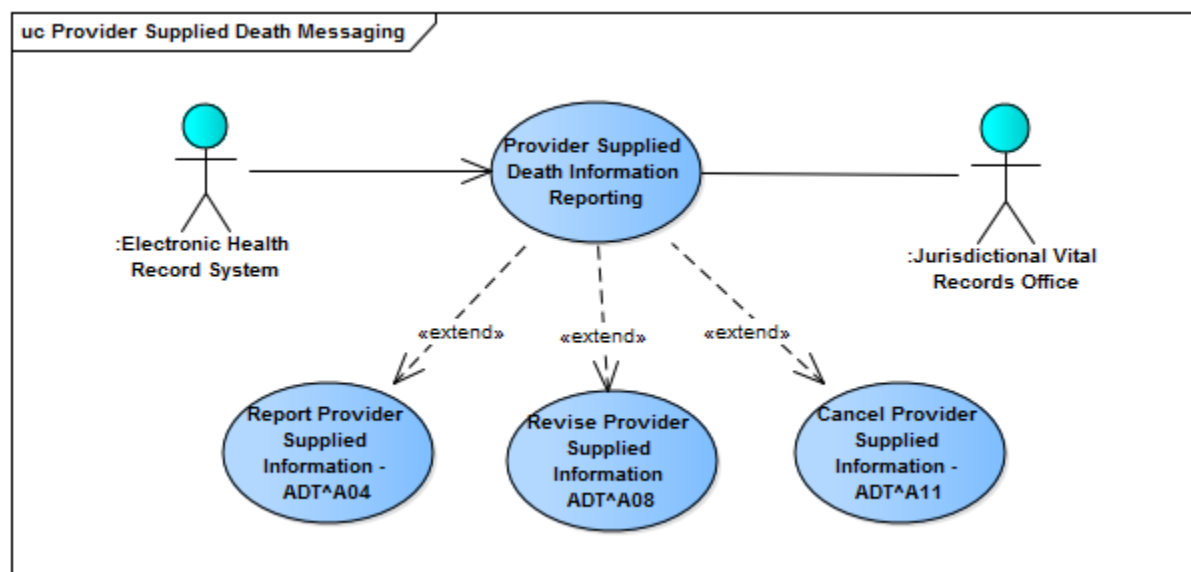 uc Provider Supplied Death Messaging
Provider Supplied
Death Information
Reporting
:Electronic Health
Record System
:Jurisdictional Vital
Records Office
«extend»
«extend»
«extend»
Report Provider
Supplied
Information -
ADT^A04
Revise Provider
Supplied
Information
ADT^A08
Cancel Provider
Supplied
Information -
ADT^A11